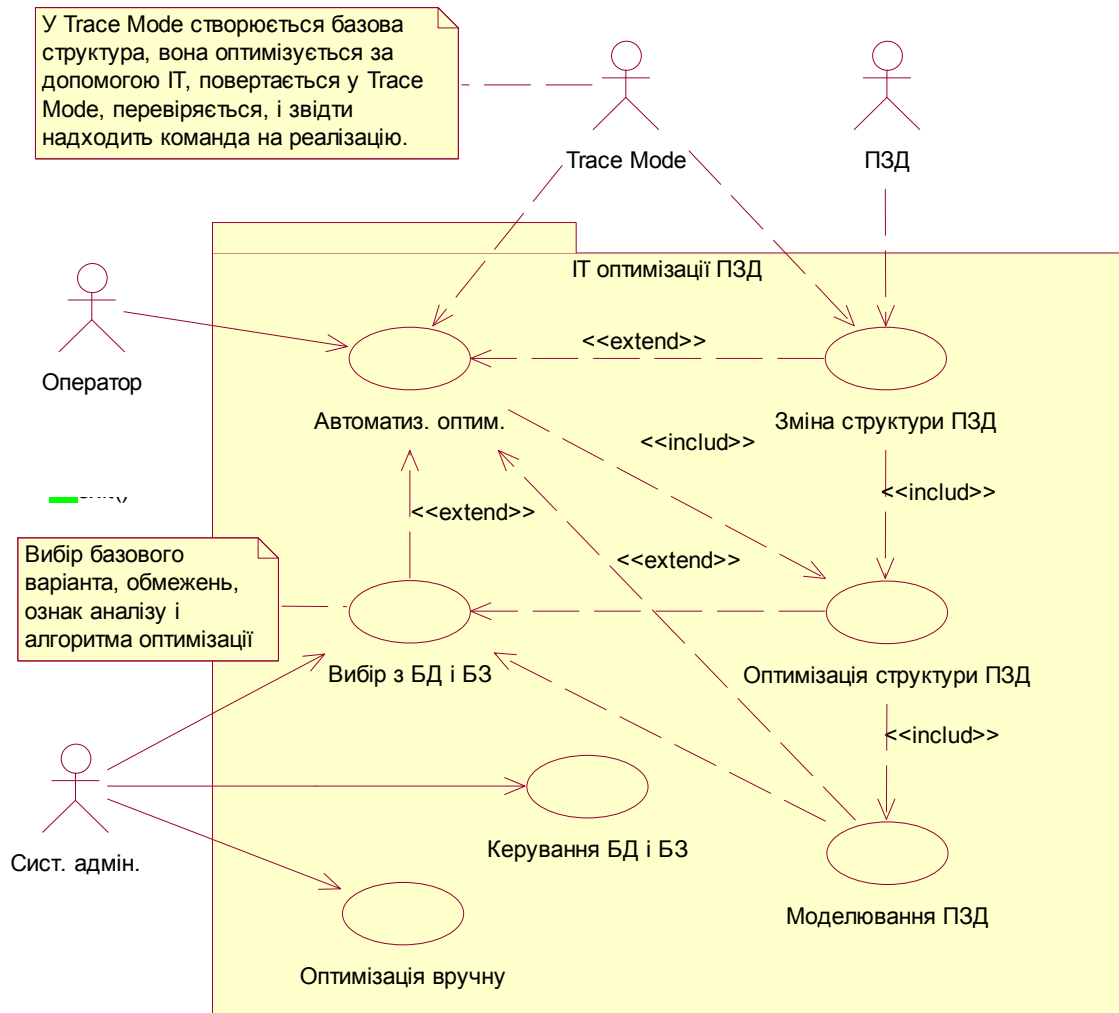 У Trace Mode створюється базова
структура, вона оптимізується за
допомогою ІТ, повертається у Trace
Mode, перевіряється, і звідти
надходить команда на реалізацію.
Trace Mode
ПЗД
ІТ оптимізації ПЗД
Оператор
<<extend>>
Автоматиз. оптим.
Зміна структури ПЗД
<<includ>>
<<includ>>
<<extend>>
Вибір базового
варіанта, обмежень,
ознак аналізу і
алгоритма оптимізації
<<extend>>
Вибір з БД і БЗ
Оптимізація структури ПЗД
<<includ>>
Сист. адмін.
Керування БД і БЗ
Моделювання ПЗД
Оптимізація вручну